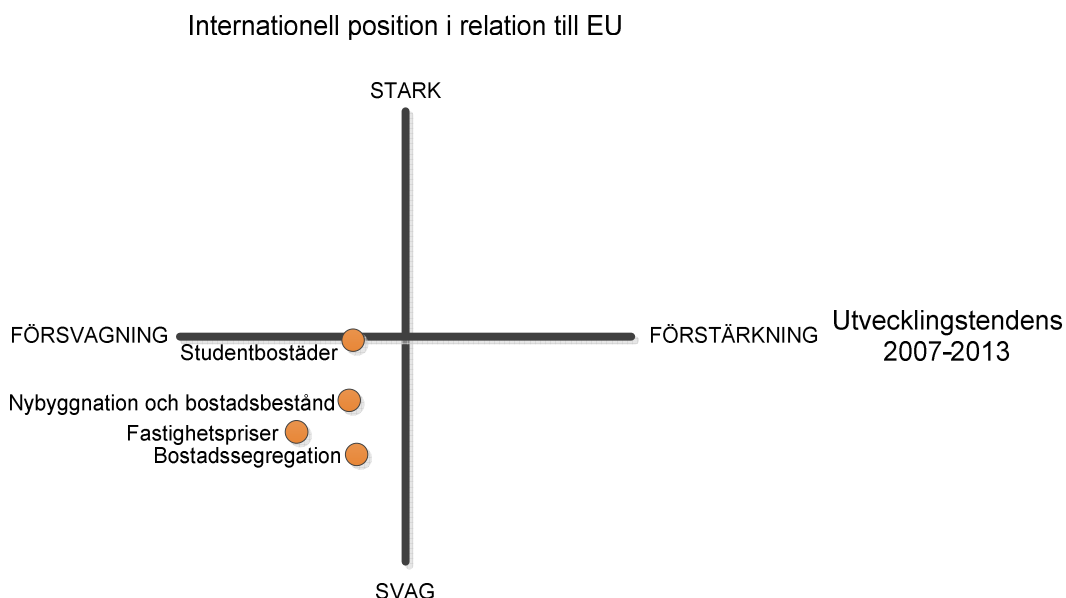 Internationell position i relation till EU
STARK
FÖRSVAGNING
FÖRSTÄRKNING
Utvecklingstendens
2007-2013
Studentbostäder
Nybyggnation och bostadsbestånd
Fastighetspriser
Bostadssegregation
SVAG